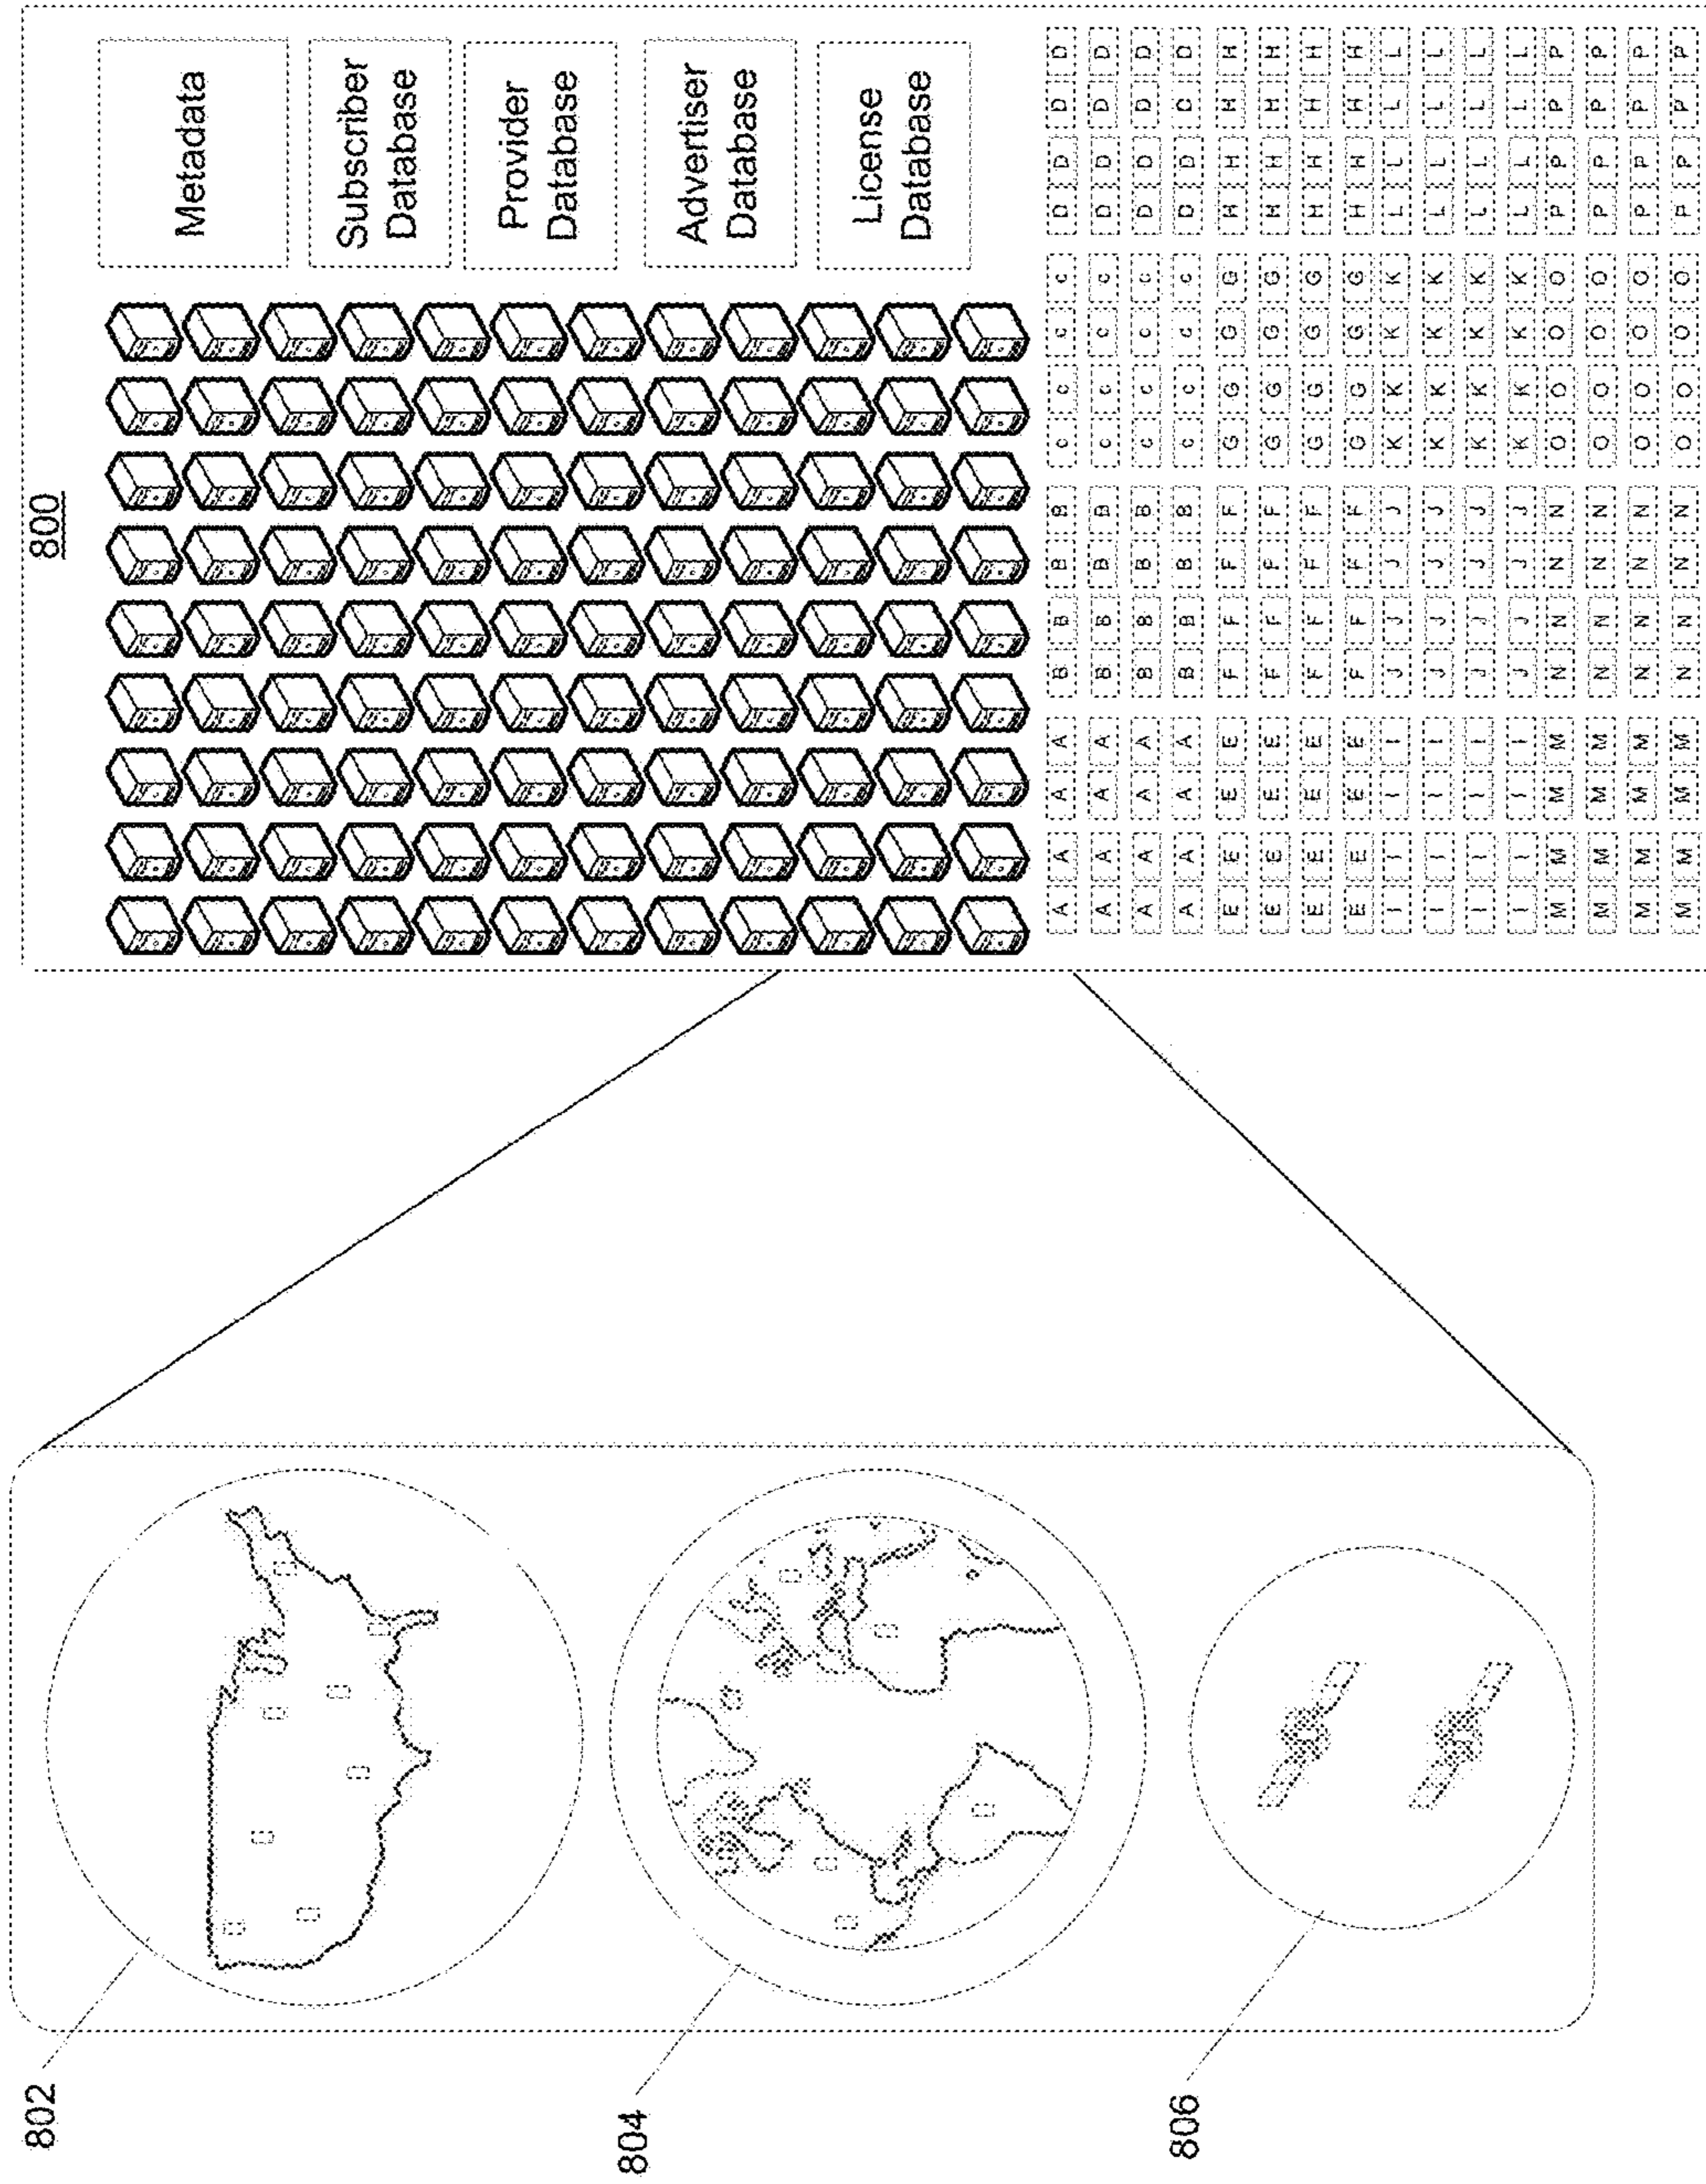 800
802
Metadata
Subscriber
Database
Provider
Database
804
Advertiser
Database
License
Database
A A A A B B B B c c c c D D D D
A A A A B B B B c c c c D D D D
A A A A B B B B c c c c D D D D
A A A A B B B B c c c c D D D D
806
E E E E F F F F G G G G H H H H
E E E E F F F F G G G G H H H H
E E E E F F F F G G G G H H H H
E E E E F F F F G G G G H H H H
I I I I J J J J K K K K L L L L
I I I I J J J J K K K K L L L L
I I I I J J J J K K K K L L L L
I I I I J J J J K K K K L L L L
M M M M N N N N O O O O P P P P
M M M M N N N N O O O O P P P P
M M M M N N N N O O O O P P P P
M M M M N N N N O O O O P P P P